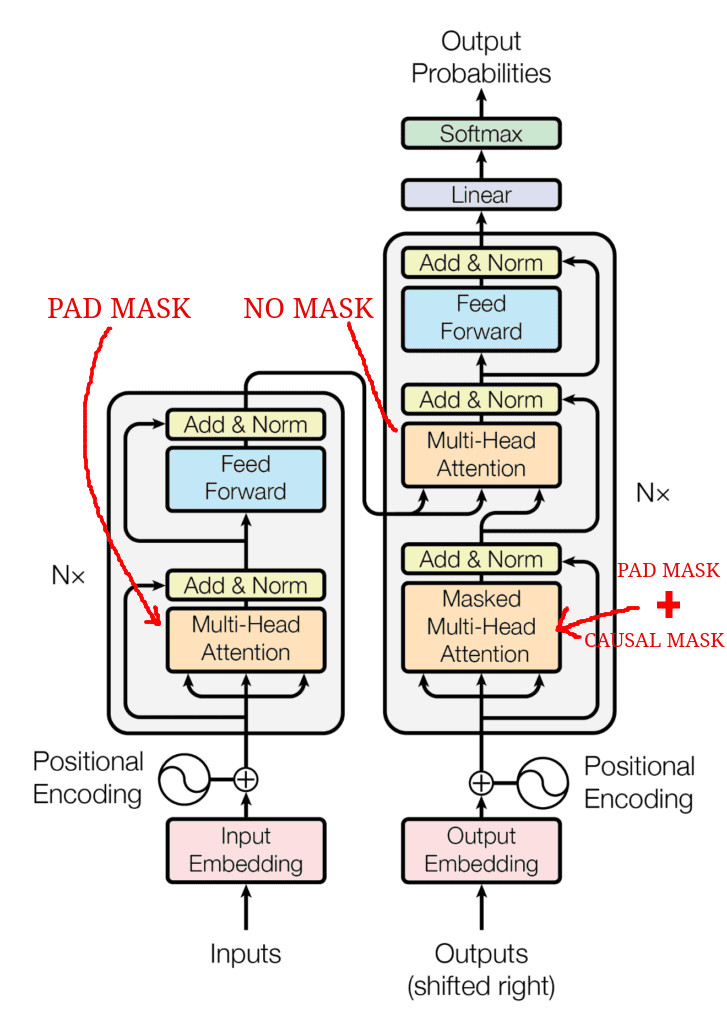 Output
Probabilities
Softmax
Linear
Add & Norm
Feed
Forward
Add & Norm
Multi-Head
Attention
Add & Norm
Masked
Multi-Head
Attention
Nx
PAD MASK
NO MASK
PAD MASK
+
CAUSAL MASK
Add & Norm
Feed
Forward
Add & Norm
Multi-Head
Attention
Nx
Positional
Encoding
Positional
Encoding
Input
Embedding
Output
Embedding
Inputs
Outputs
(shifted right)